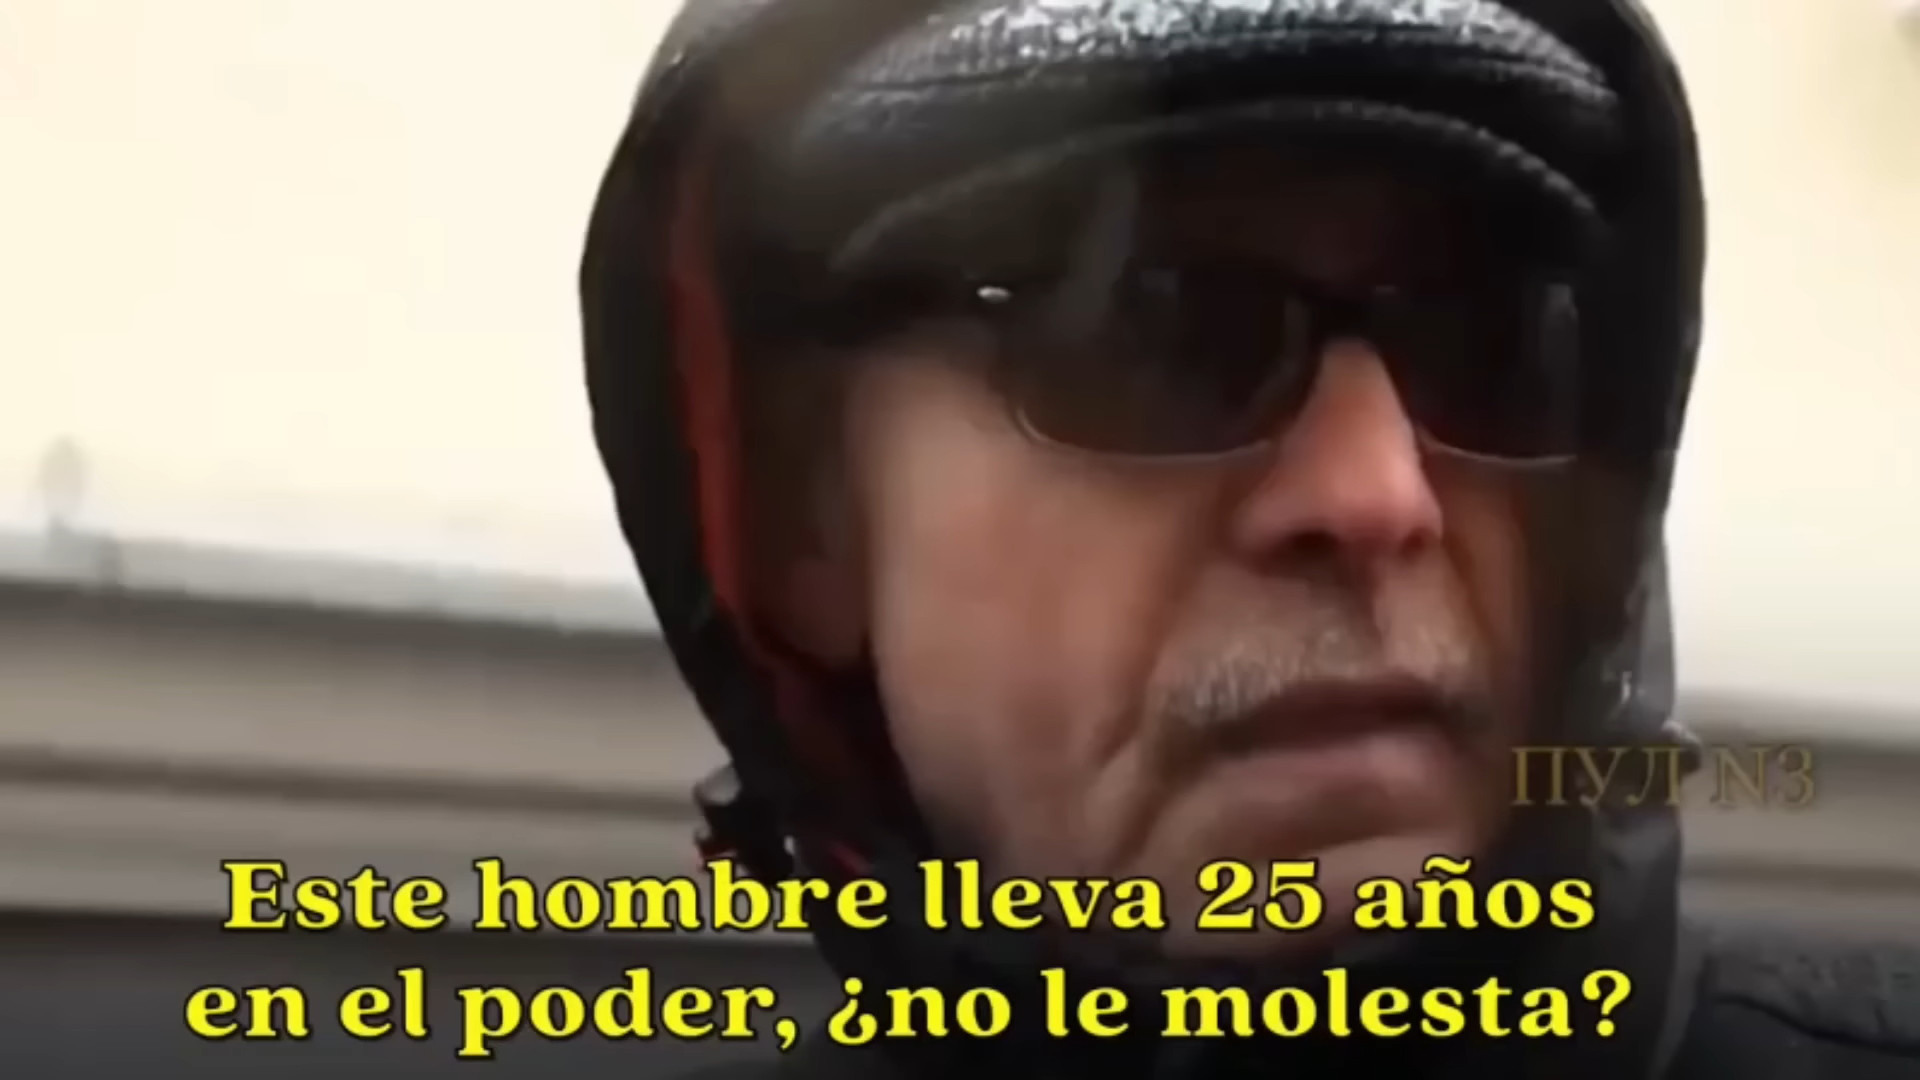 ПУЛ N3
Este hombre lleva 25 años
en el poder, ¿no le molesta?